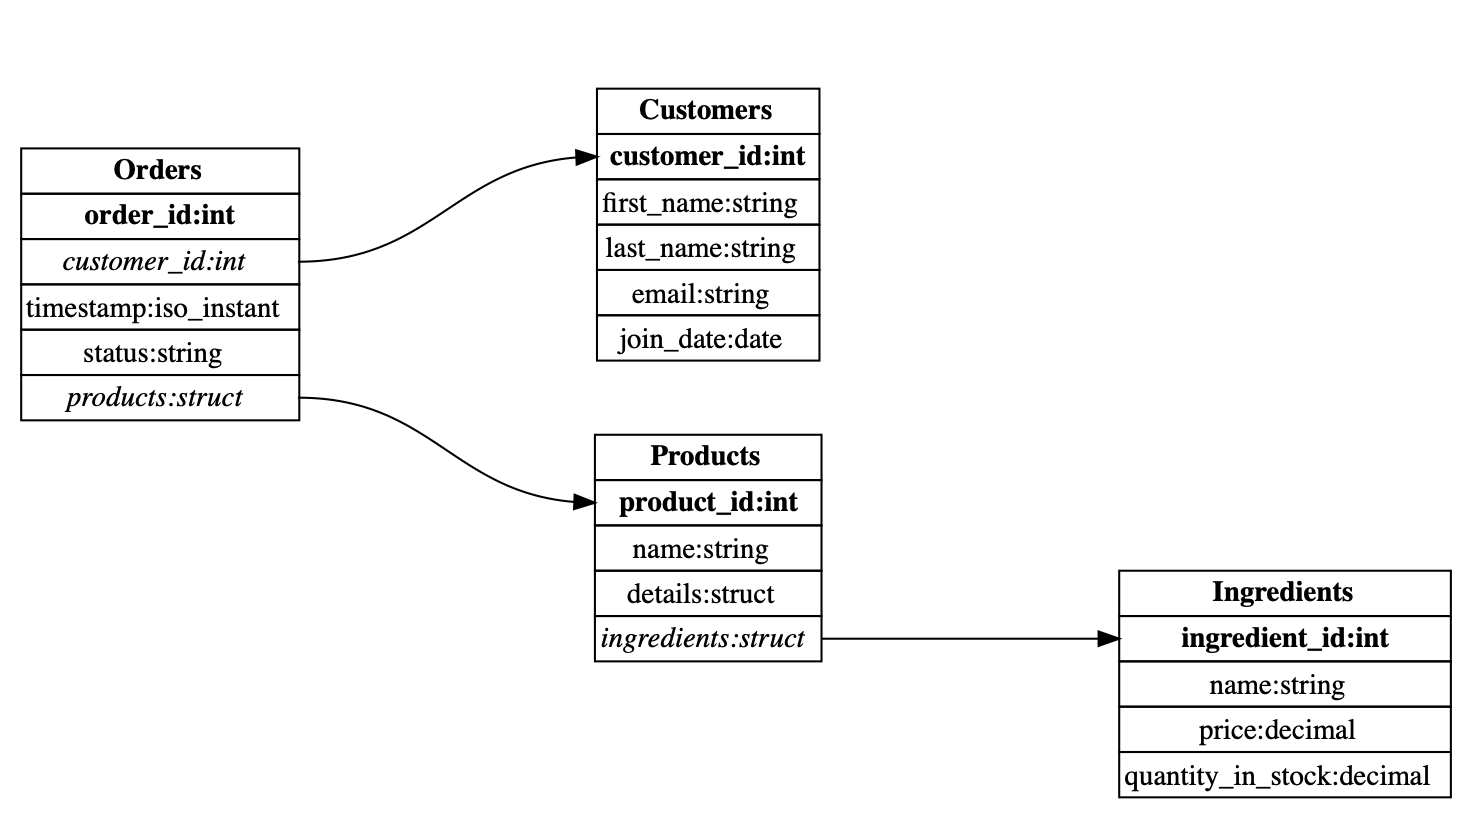 Orders
order_id:int
customer_id:int
timestamp:iso_instant
status:string
products:struct
Customers
customer_id:int
first_name:string
last_name:string
email:string
join_date:date
Products
product_id:int
name:string
details:struct
ingredients:struct
Ingredients
ingredient_id:int
name:string
price:decimal
quantity_in_stock:decimal